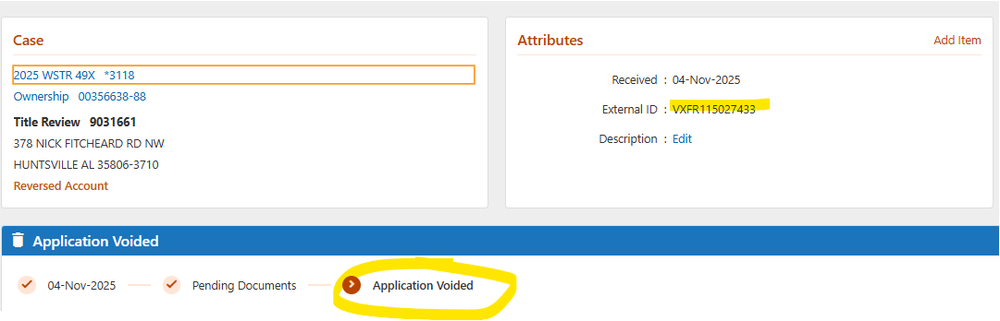 Case
2025 WSTR 49X *3118
Ownership 00356638-88
Title Review 9031661
378 NICK FITCHEARD RD NW
HUNTSVILLE AL 35806-3710
Reversed Account
Attributes Add Item
Received : 04-Nov-2025
External ID : VXFR115027433
Description : Edit
Application Voided
04-Nov-2025 Pending Documents Application Voided